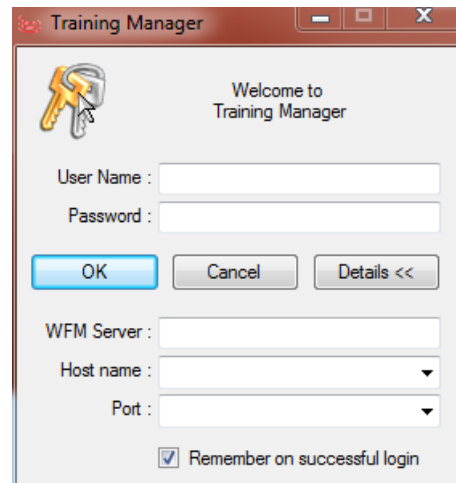 Training Manager
Welcome to
Training Manager
User Name :
Password :
OK Cancel Details <<
WFM Server :
Host name :
Port :
Remember on successful login